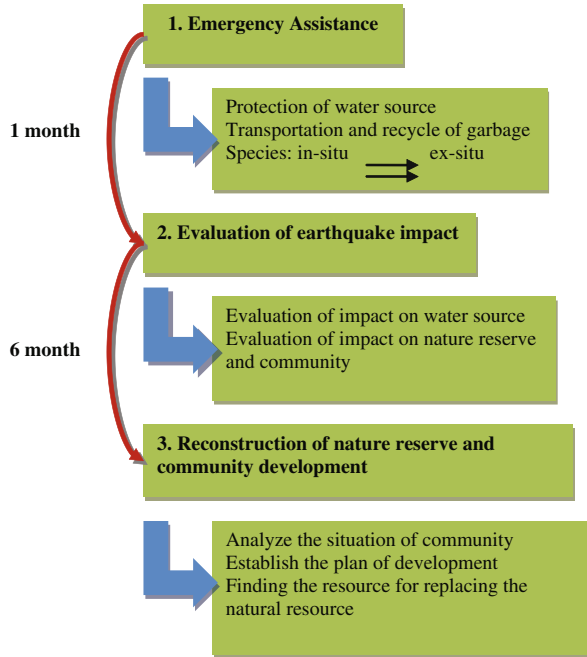 1. Emergency Assistance
1 month
Protection of water source
Transportation and recycle of garbage
Species: in-situ ex-situ
2. Evaluation of earthquake impact
6 month
Evaluation of impact on water source
Evaluation of impact on nature reserve
and community
3. Reconstruction of nature reserve and
community development
Analyze the situation of community
Establish the plan of development
Finding the resource for replacing the
natural resource